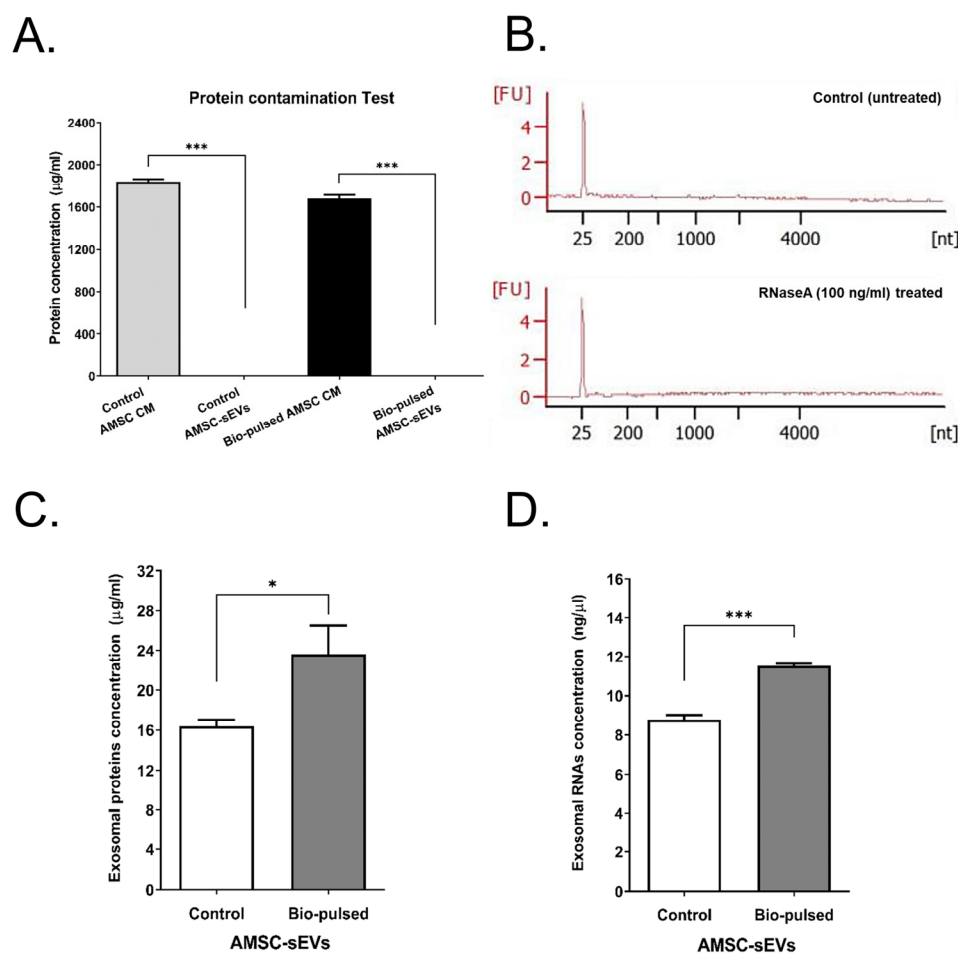 A.
Protein contamination Test
Protein concentration (μg/ml)
2400
2000
1600
1200
800
400
0
***
***
Control
AMSC CM
Control
AMSC-sEVs
Bio-pulsed AMSC CM
Bio-pulsed
AMSC-sEVs
B.
[FU]
Control (untreated)
4
2
0
25 200 1000 4000 [nt]
[FU]
RNaseA (100 ng/ml) treated
4
2
0
25 200 1000 4000 [nt]
C.
Exosomal proteins concentration (μg/ml)
32
28
24
20
16
12
8
4
0
*
Control Bio-pulsed
AMSC-sEVs
D.
Exosomal RNAs concentration (ng/μl)
16
14
12
10
8
6
4
2
0
***
Control Bio-pulsed
AMSC-sEVs